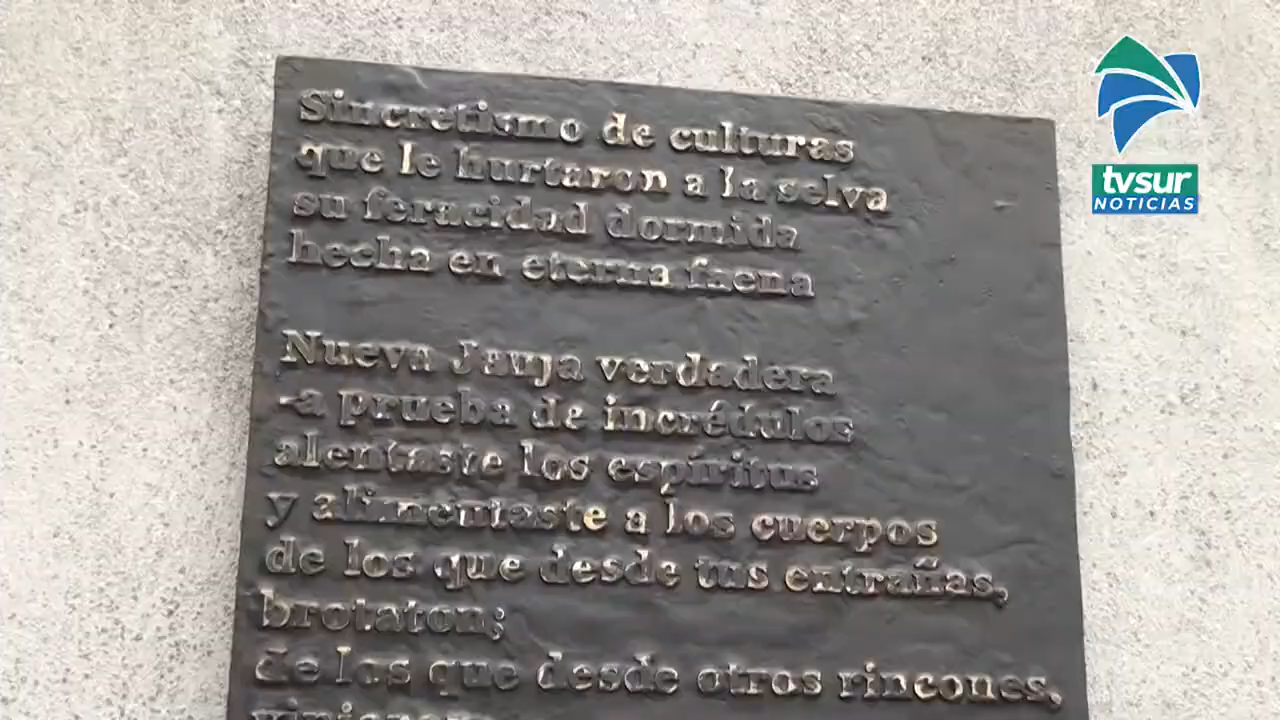 Sincretismo de culturas
que le hurtaron a la selva
su feracidad dormida
hecha en eterna faena
Nueva Jauja verdadera
-a prueba de incrédulos
alentaste los espíritus
y alimentaste a los cuerpos
de los que desde tus entrañas,
brotaton;
de los que desde otros rincones,
tvsur
NOTICIAS